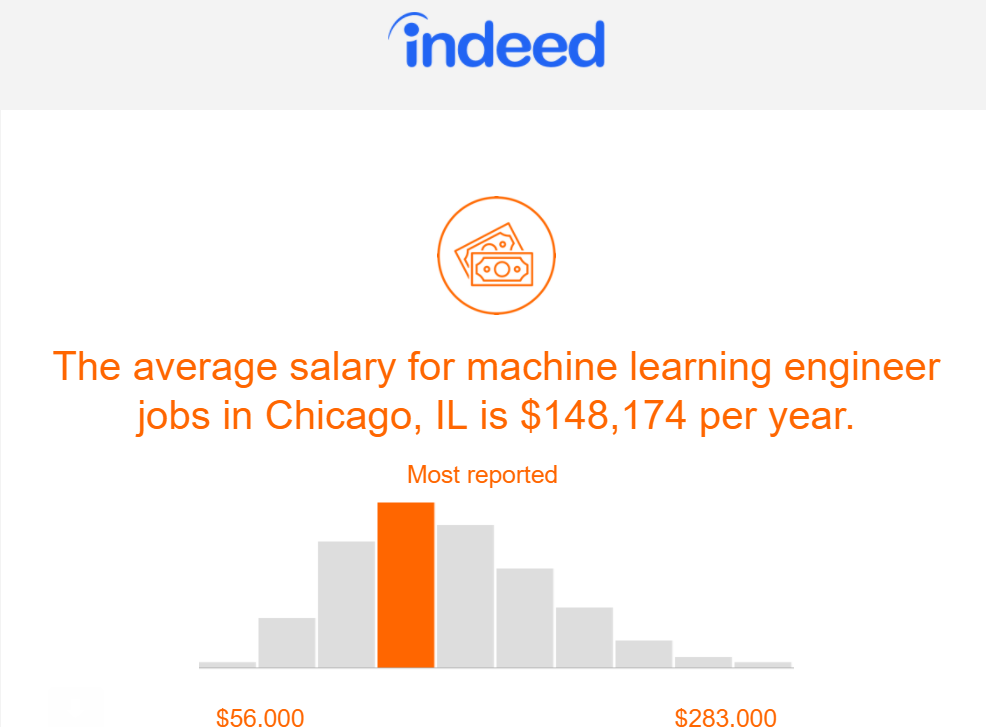 indeed
The average salary for machine learning engineer
jobs in Chicago, IL is $148,174 per year.
Most reported
$56,000 $283,000